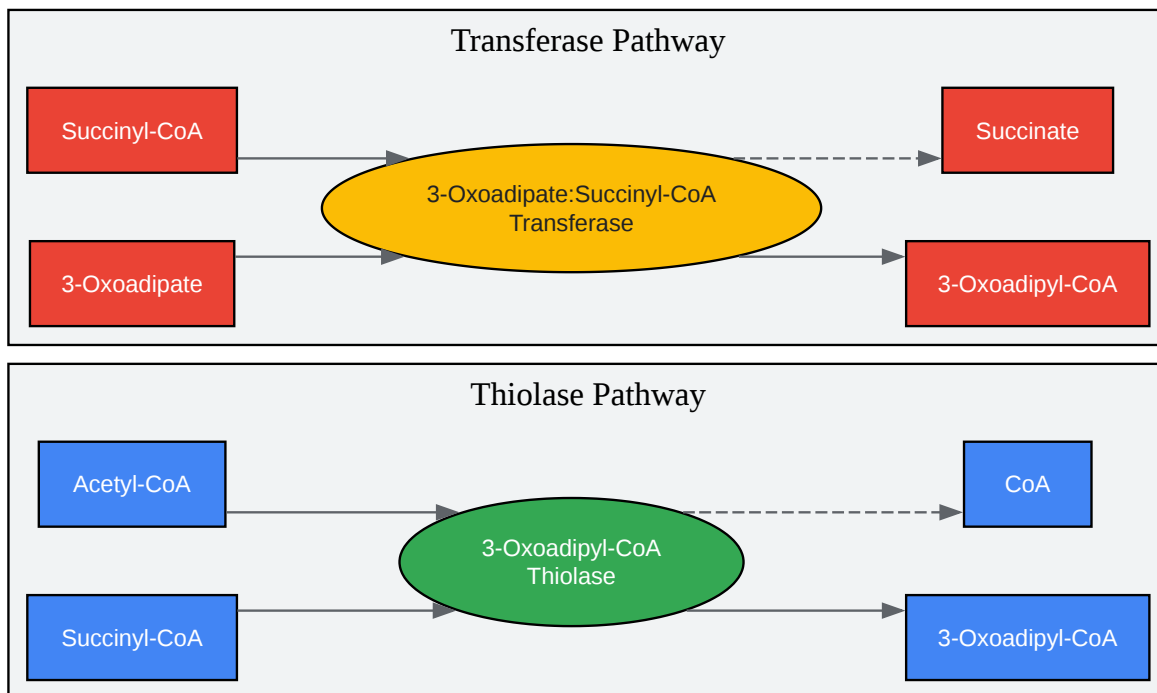 Transferase Pathway
Succinyl-CoA
Succinate
3-Oxoadipate:Succinyl-CoA
Transferase
3-Oxoadipate
3-Oxoadipyl-CoA
Thiolase Pathway
Acetyl-CoA
CoA
3-Oxoadipyl-CoA
Thiolase
Succinyl-CoA
3-Oxoadipyl-CoA